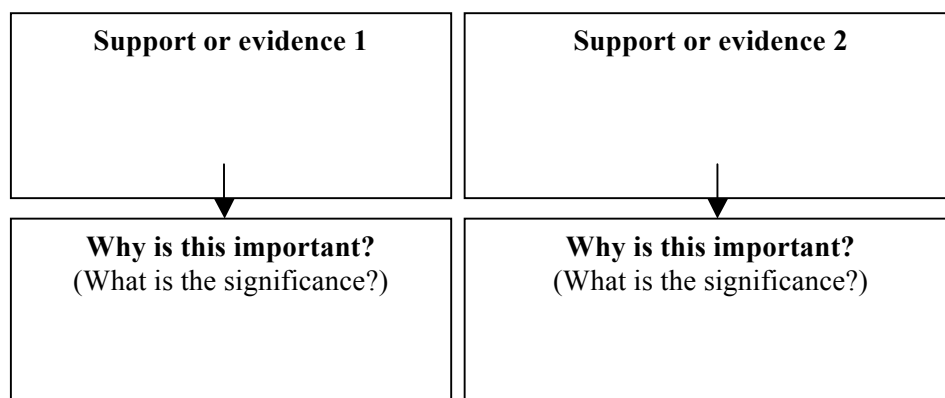 Support or evidence 1
Support or evidence 2
Why is this important?
(What is the significance?)
Why is this important?
(What is the significance?)